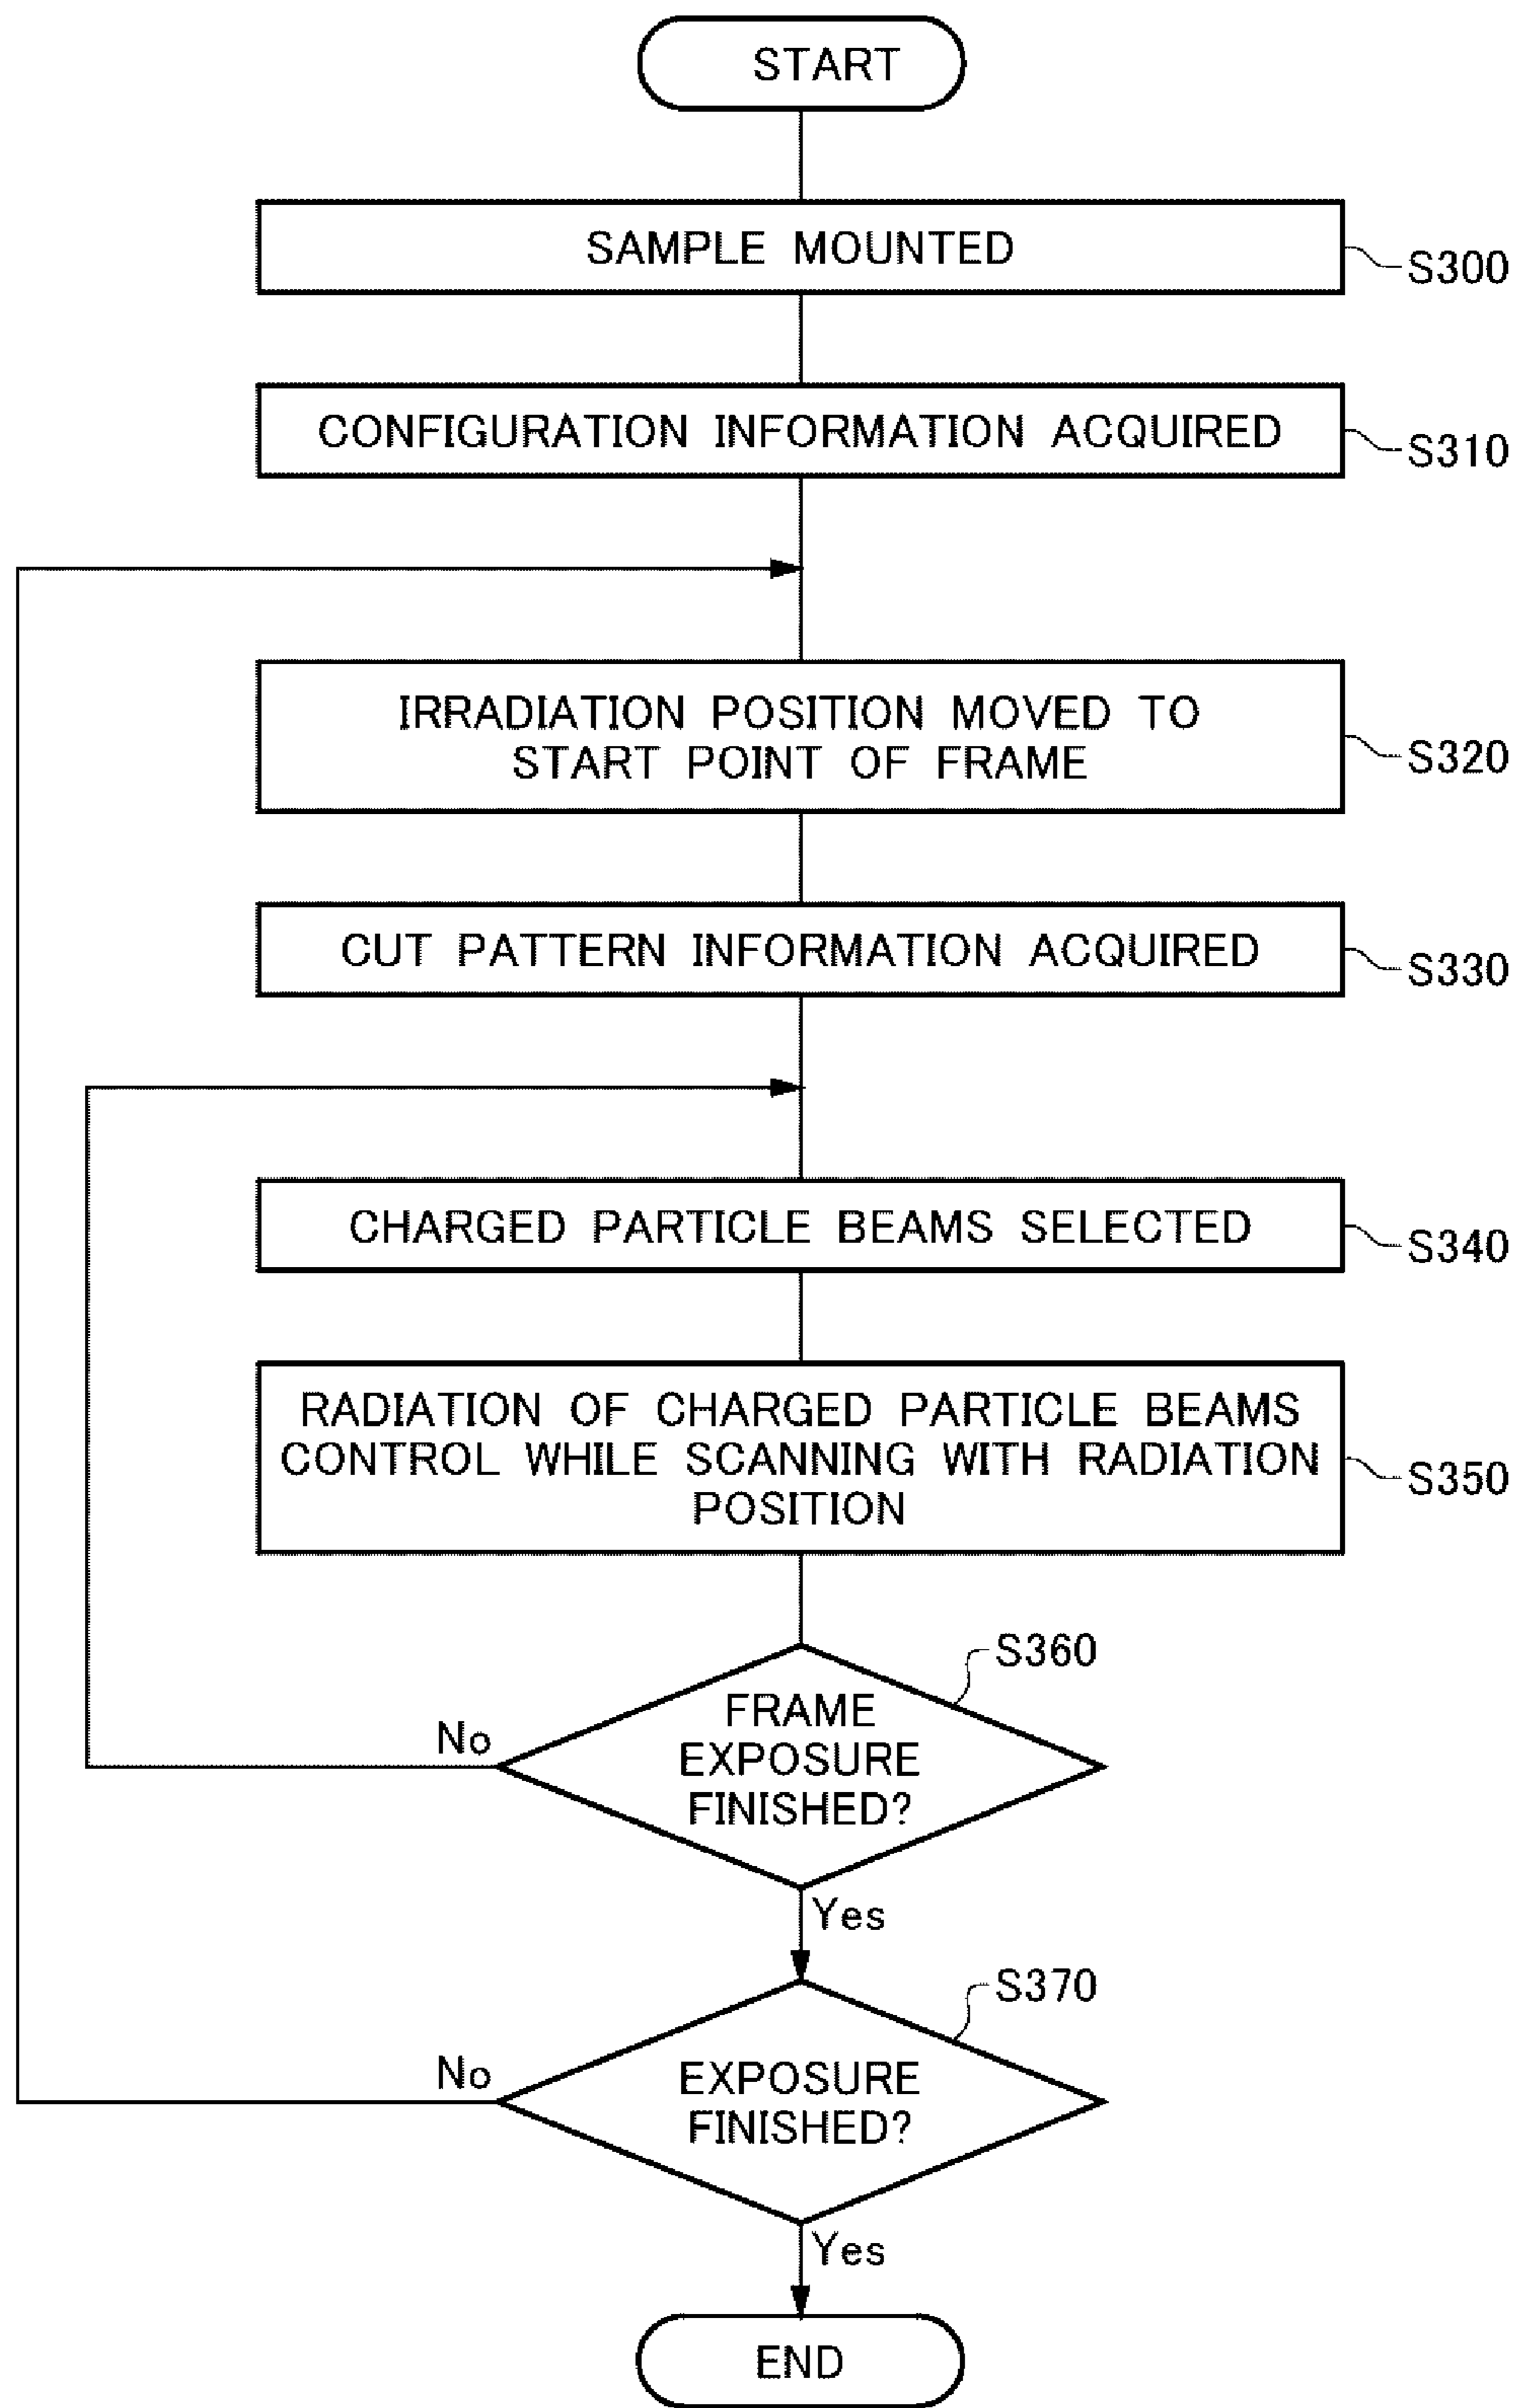 START
SAMPLE MOUNTED
S300
CONFIGURATION INFORMATION ACQUIRED
S310
IRRADIATION POSITION MOVED TO
START POINT OF FRAME
S320
CUT PATTERN INFORMATION ACQUIRED
S330
CHARGED PARTICLE BEAMS SELECTED
S340
RADIATION OF CHARGED PARTICLE BEAMS
CONTROL WHILE SCANNING WITH RADIATION
POSITION
S350
S360
FRAME
EXPOSURE
FINISHED?
No
Yes
S370
EXPOSURE
FINISHED?
No
Yes
END